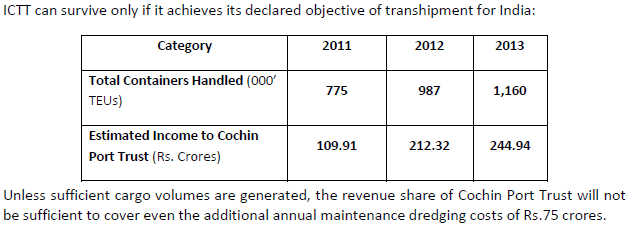 ICTT can survive only if it achieves its declared objective of transhipment for India:
Category 2011 2012 2013
Total Containers Handled (000’
TEUs) 775 987 1,160
Estimated Income to Cochin
Port Trust (Rs. Crores) 109.91 212.32 244.94
Unless sufficient cargo volumes are generated, the revenue share of Cochin Port Trust will not
be sufficient to cover even the additional annual maintenance dredging costs of Rs.75 crores.